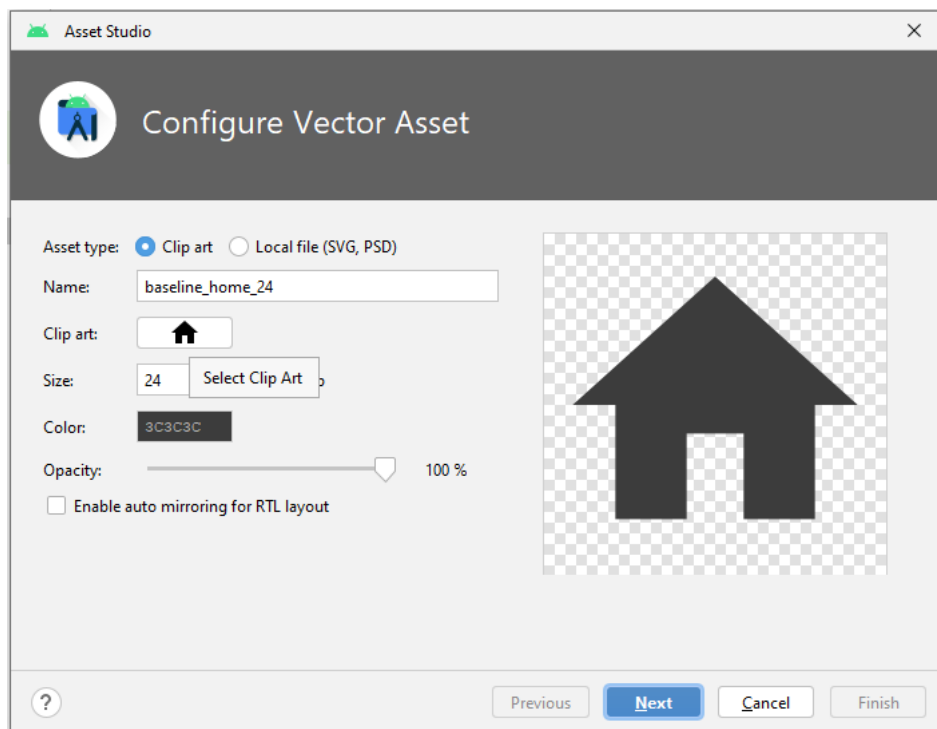 Asset Studio
Configure Vector Asset
Asset type: Clip art Local file (SVG, PSD)
Name: baseline_home_24
Clip art:
Select Clip Art
Size: 24
Color: 3C3C3C
Opacity: 100 %
Enable auto mirroring for RTL layout
? Previous Next Cancel Finish